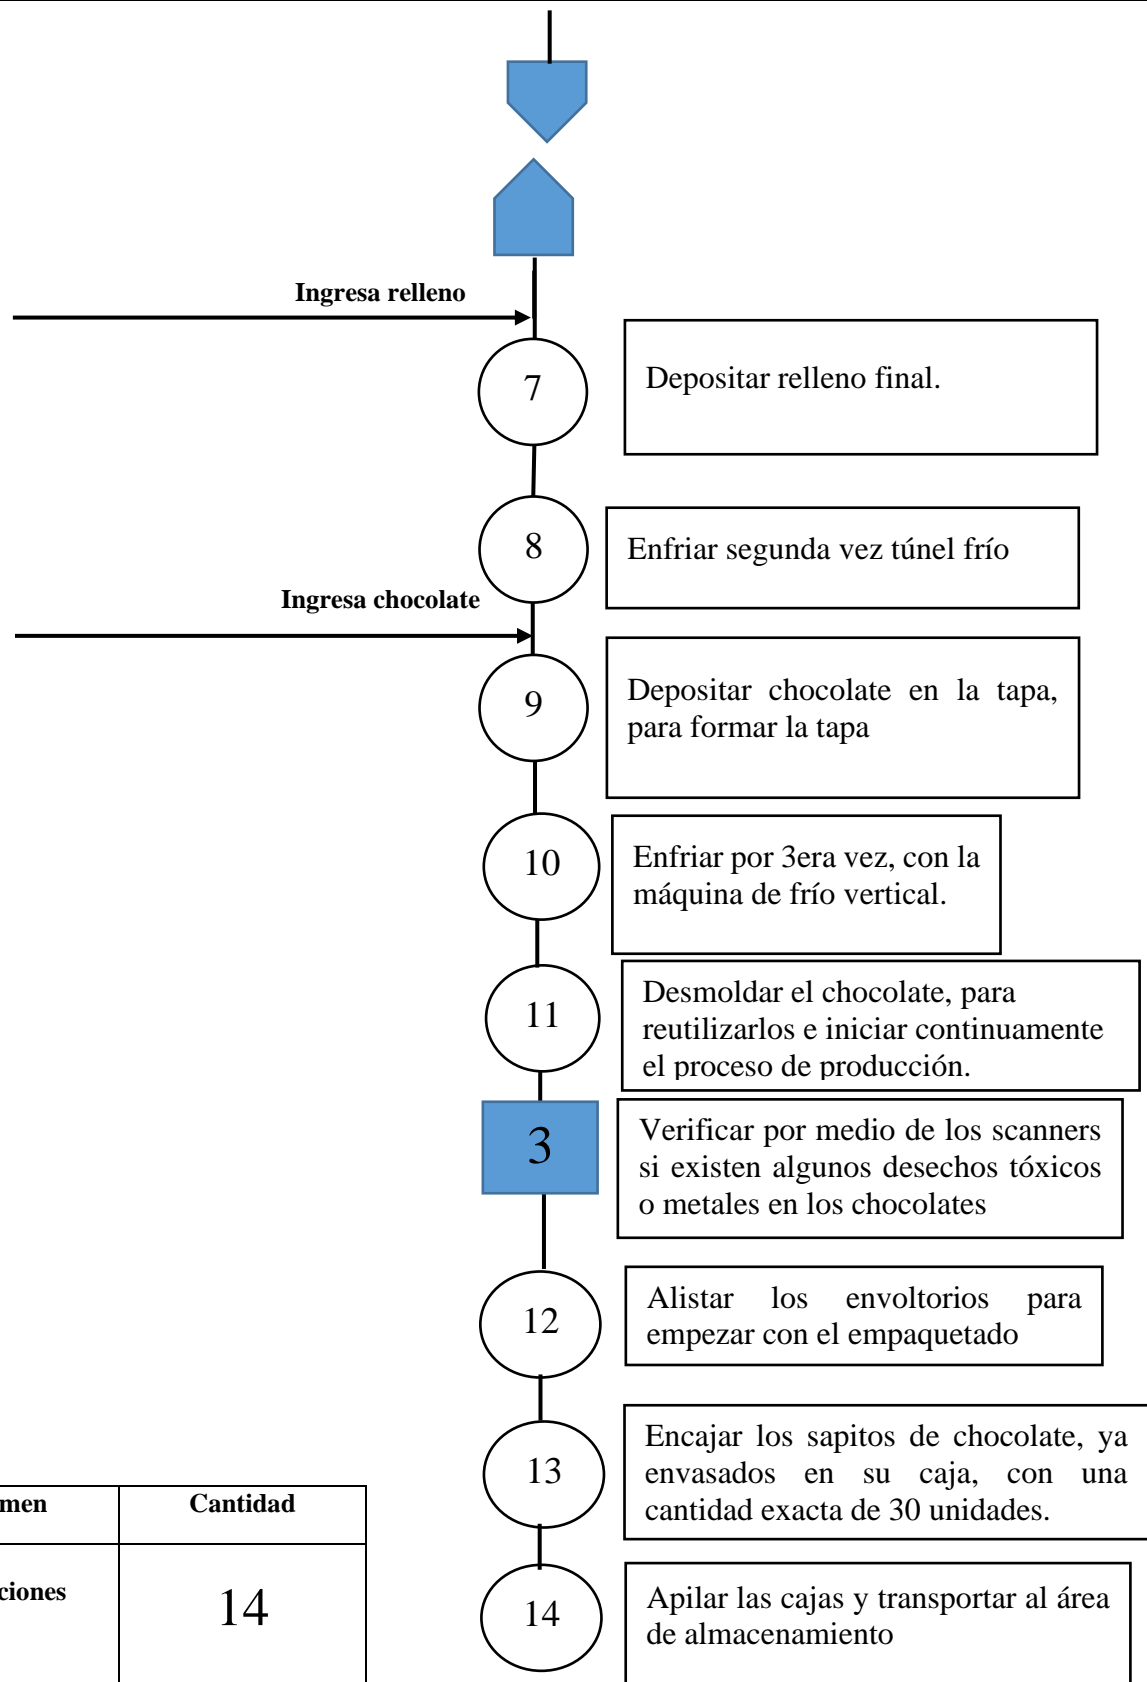 Ingresa relleno
7
Depositar relleno final.
8
Enfriar segunda vez túnel frío
Ingresa chocolate
9
Depositar chocolate en la tapa,
para formar la tapa
10
Enfriar por 3era vez, con la
máquina de frío vertical.
11
Desmoldar el chocolate, para
reutilizarlos e iniciar continuamente
el proceso de producción.
3
Verificar por medio de los scanners
si existen algunos desechos tóxicos
o metales en los chocolates
12
Alistar los envoltorios para
empezar con el empaquetado
13
Encajar los sapitos de chocolate, ya
envasados en su caja, con una
cantidad exacta de 30 unidades.
14
Apilar las cajas y transportar al área
de almacenamiento
men
Cantidad
ciones
14